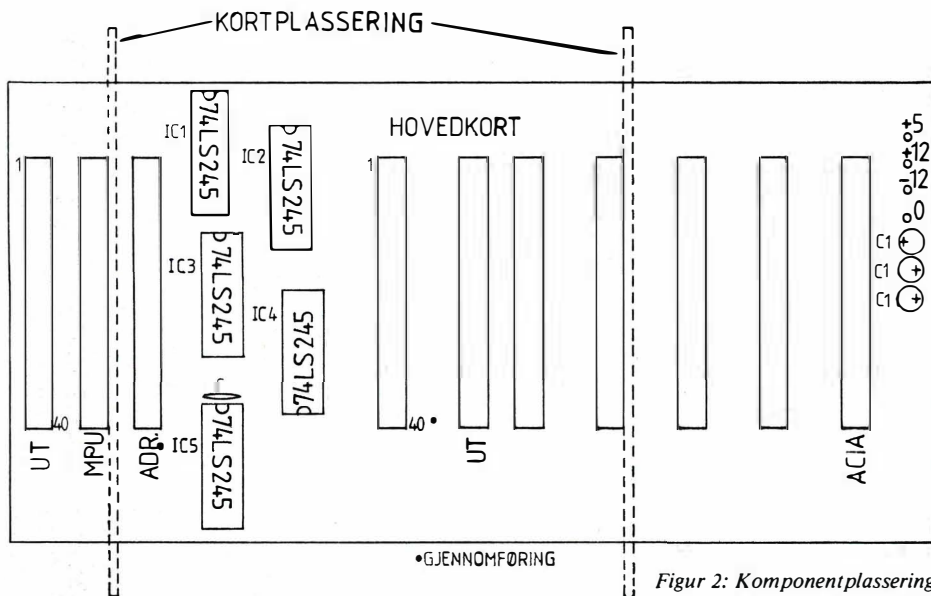 KORTPLASSERING
HOVEDKORT
IC1
74LS245
IC2
74LS245
IC3
74LS245
IC4
74LS245
C
IC5
74LS245
1
40
1
40
UT
MPU
ADR.
UT
ACIA
+5
+12
-12
0
C1 +
C1 +
C1 +
•GJENNOMFØRING
Figur 2: Komponentplassering